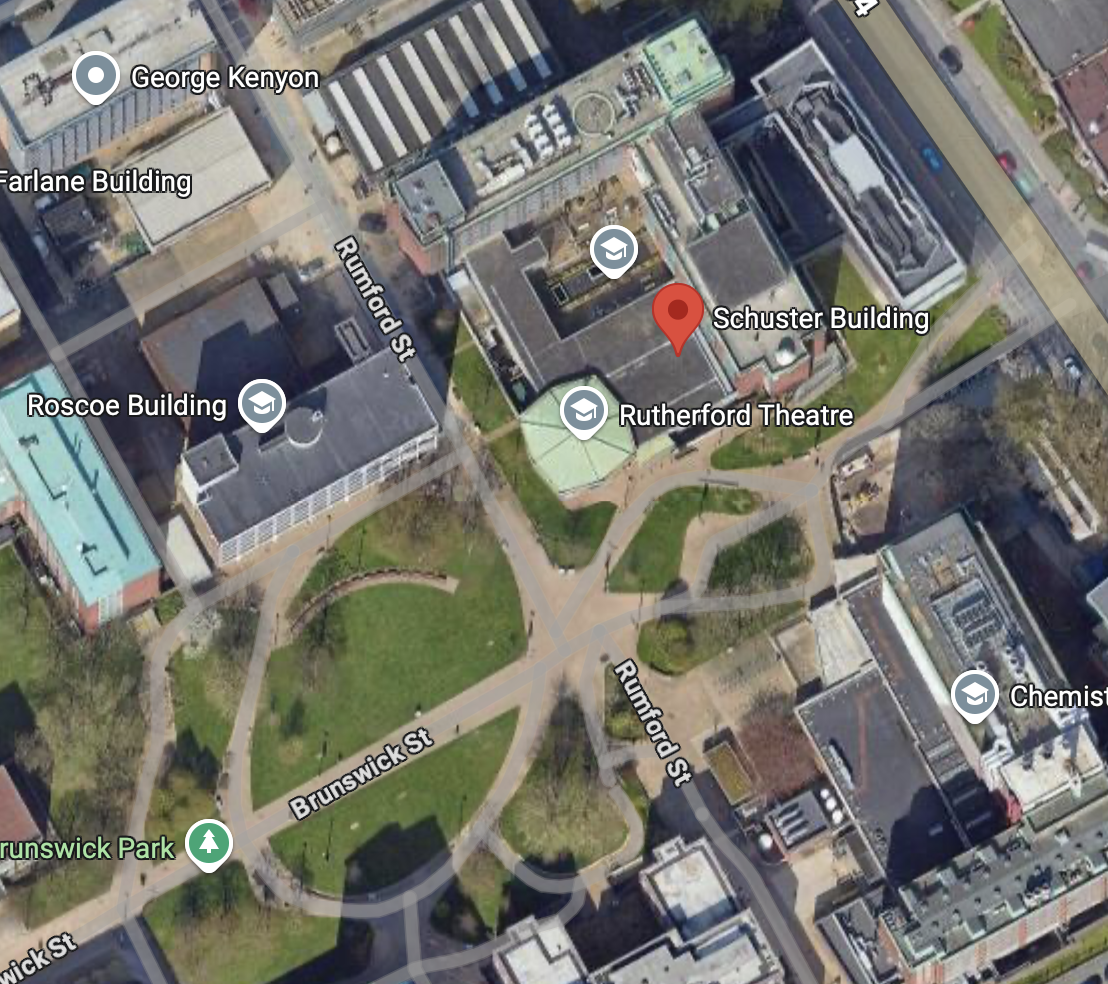 4
George Kenyon
Farlane Building
Rumford St
Schuster Building
Roscoe Building
Rutherford Theatre
Rumford St
Chemist
Brunswick St
runswick Park
wick St